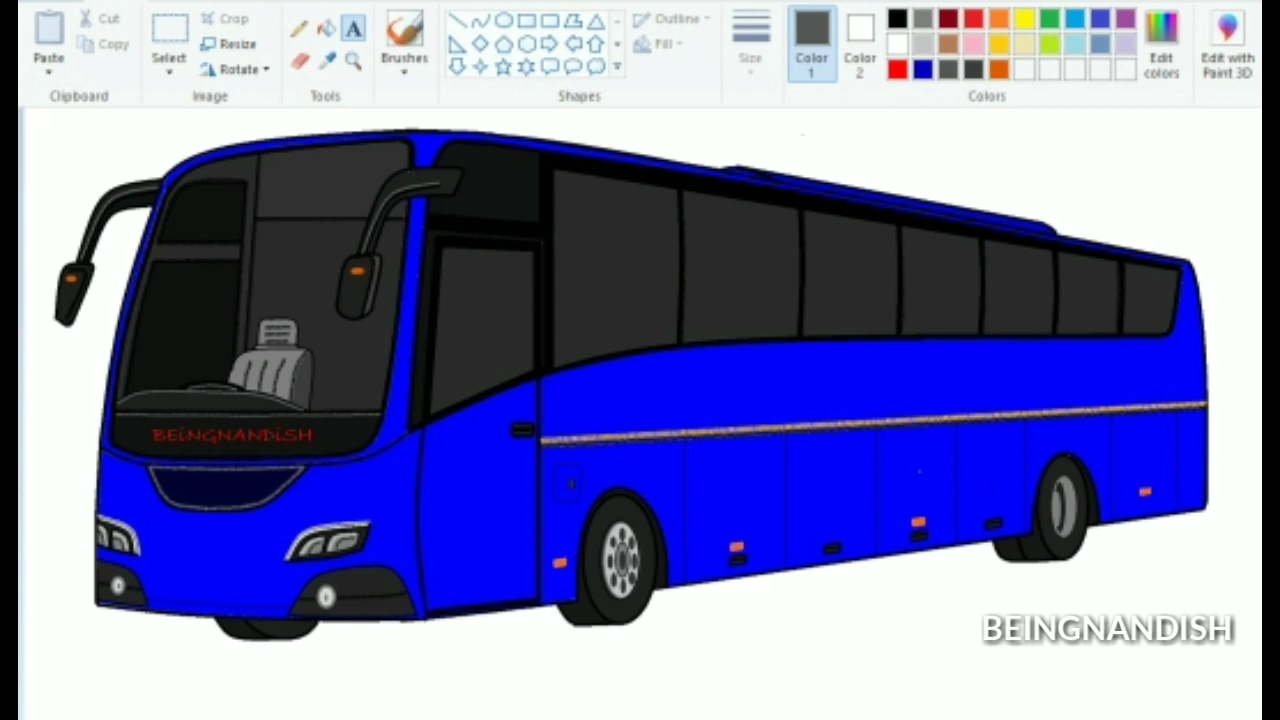 Paste
Cut
Copy
Clipboard
Select
Crop
Resize
Rotate
Image
A
Tools
Brushes
Shapes
Outline
Fill
Size
Color
1
Color
2
Colors
Edit
colors
Edit with
Paint 3D
BEiNGNANDiSH
BEINGNANDISH